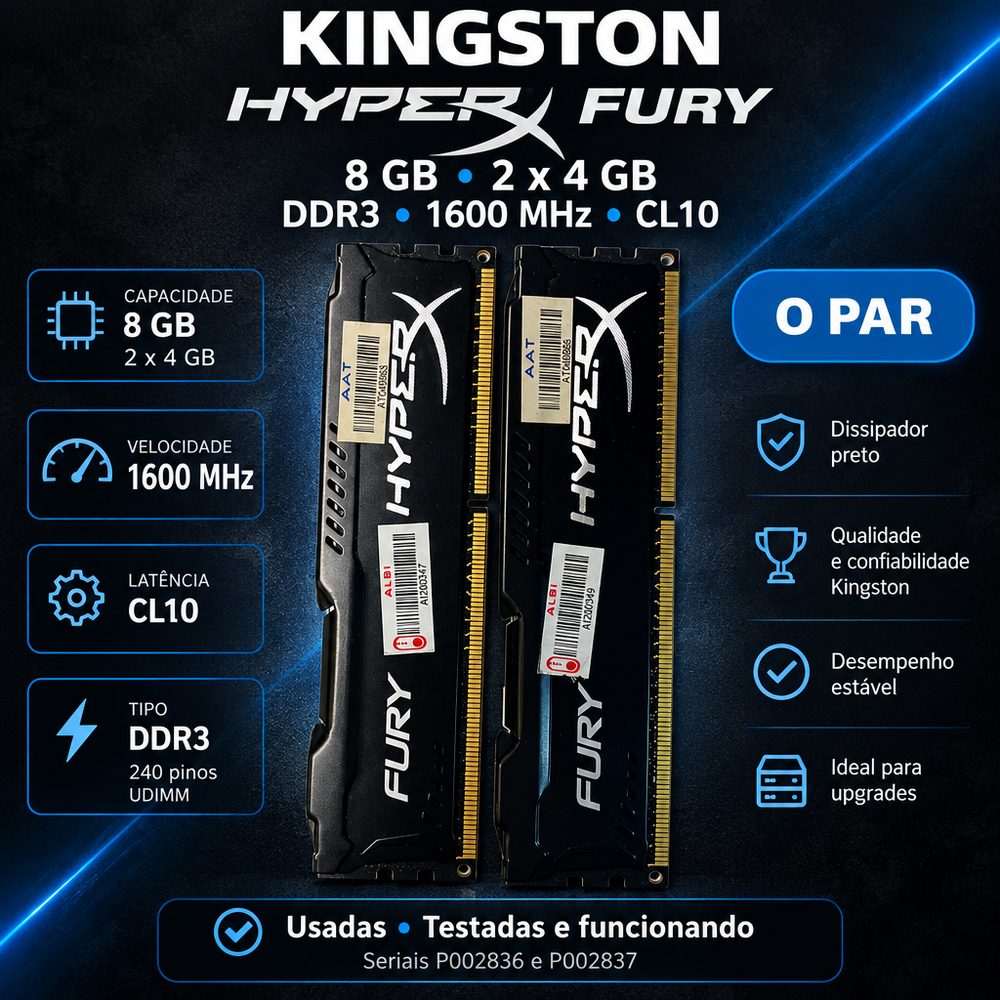 KINGSTON
HYPERX FURY
8 GB • 2 x 4 GB
DDR3 • 1600 MHz • CL10
CAPACIDADE
8 GB
2 x 4 GB
VELOCIDADE
1600 MHz
LATÊNCIA
CL10
TIPO
DDR3
240 pinos
UDIMM
AAT
HYPERX
ALBI
A1200347
FURY
AAT
HYPERX
ALBI
A1200349
FURY
O PAR
Dissipador
preto
Qualidade
e confiabilidade
Kingston
Desempenho
estável
Ideal para
upgrades
Usadas • Testadas e funcionando
Seriais P002836 e P002837